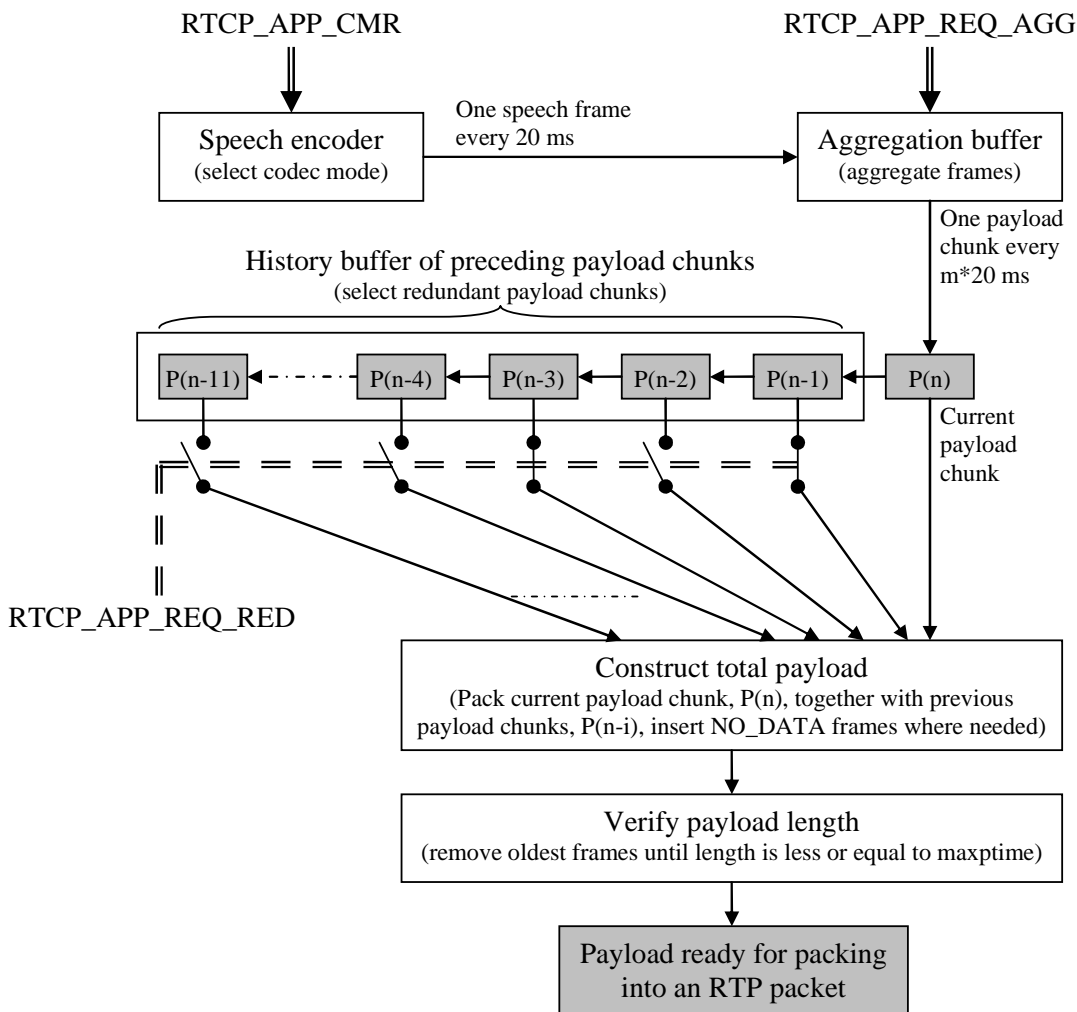 RTCP_APP_CMR
RTCP_APP_REQ_AGG
Speech encoder
(select codec mode)
One speech frame
every 20 ms
Aggregation buffer
(aggregate frames)
One payload
chunk every
m*20 ms
History buffer of preceding payload chunks
(select redundant payload chunks)
P(n-11)
P(n-4)
P(n-3)
P(n-2)
P(n-1)
P(n)
Current
payload
chunk
RTCP_APP_REQ_RED
Construct total payload
(Pack current payload chunk, P(n), together with previous
payload chunks, P(n-i), insert NO_DATA frames where needed)
Verify payload length
(remove oldest frames until length is less or equal to maxptime)
Payload ready for packing
into an RTP packet